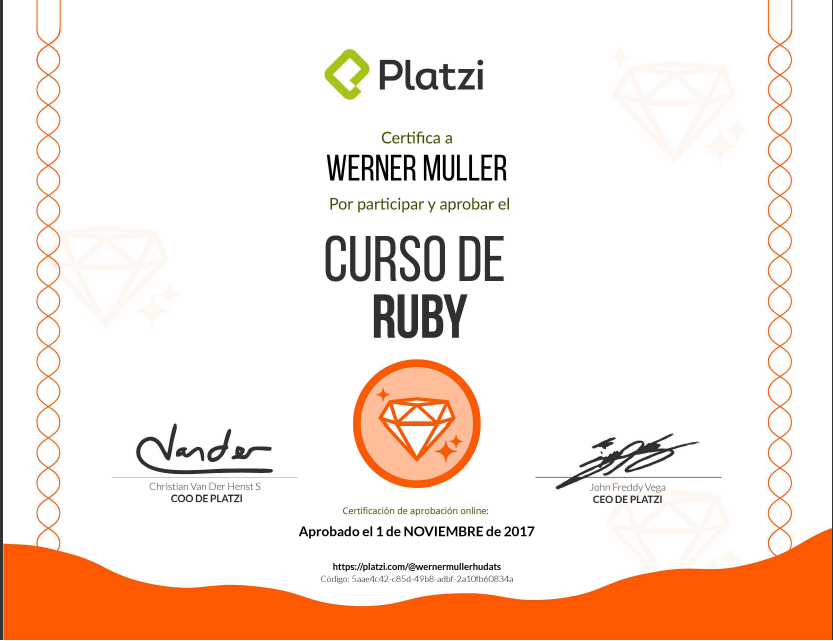 Platzi
Certifica a
WERNER MULLER
Por participar y aprobar el
CURSO DE
RUBY
Vander
Christian Van Der Henst S
COO DE PLATZI
John Freddy Vega
CEO DE PLATZI
Certificación de aprobación online:
Aprobado el 1 de NOVIEMBRE de 2017
https://platzi.com/@wernermullerhudats
Código: 5aae4c42-c85d-49b8-adbf-2a10fb60834a